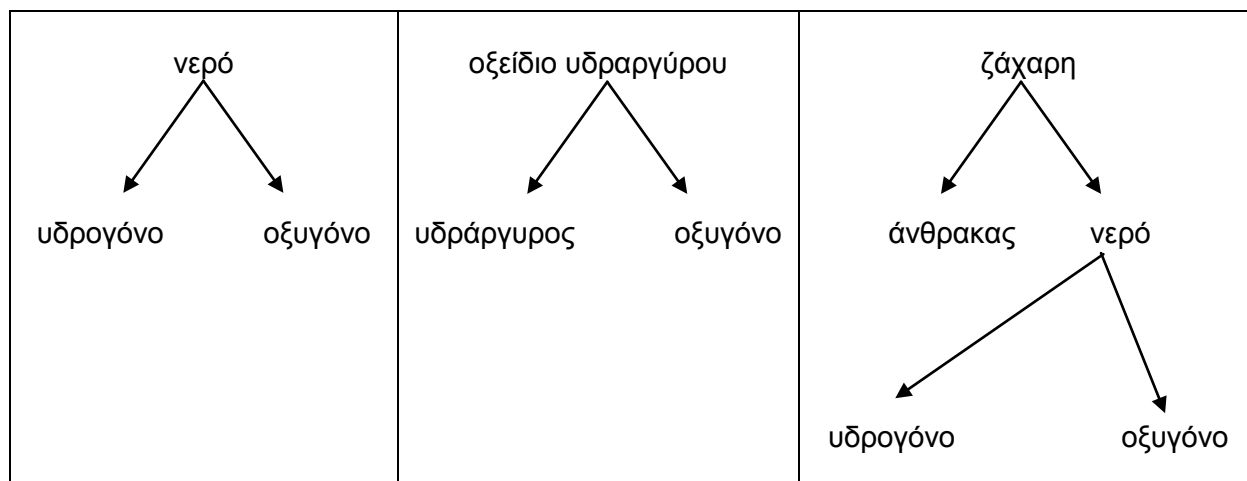 νερό
υδρογόνο οξυγόνο
οξείδιο υδραργύρου
υδράργυρος οξυγόνο
ζάχαρη
άνθρακας νερό
υδρογόνο οξυγόνο